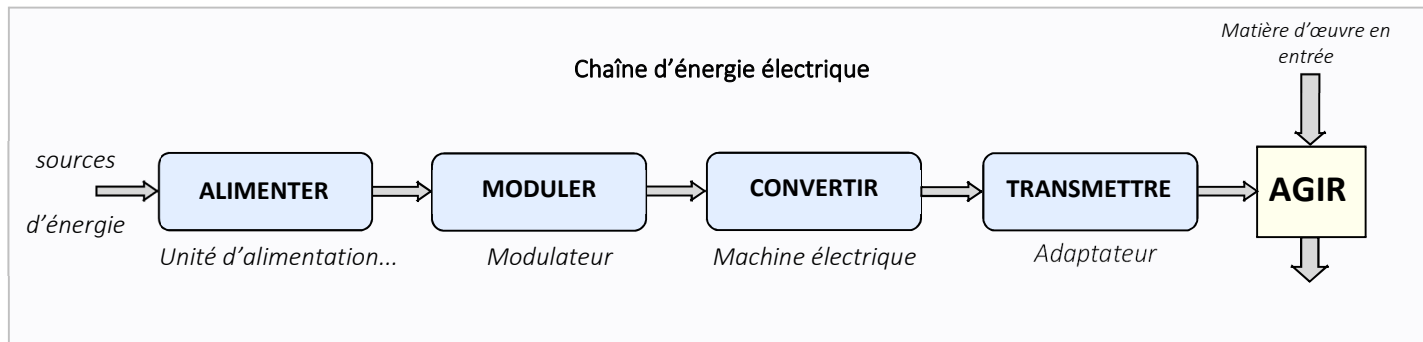 Matière d’œuvre en
entrée
Chaîne d’énergie électrique
sources
d’énergie
ALIMENTER
MODULER
CONVERTIR
TRANSMETTRE
AGIR
Unité d’alimentation...
Modulateur
Machine électrique
Adaptateur